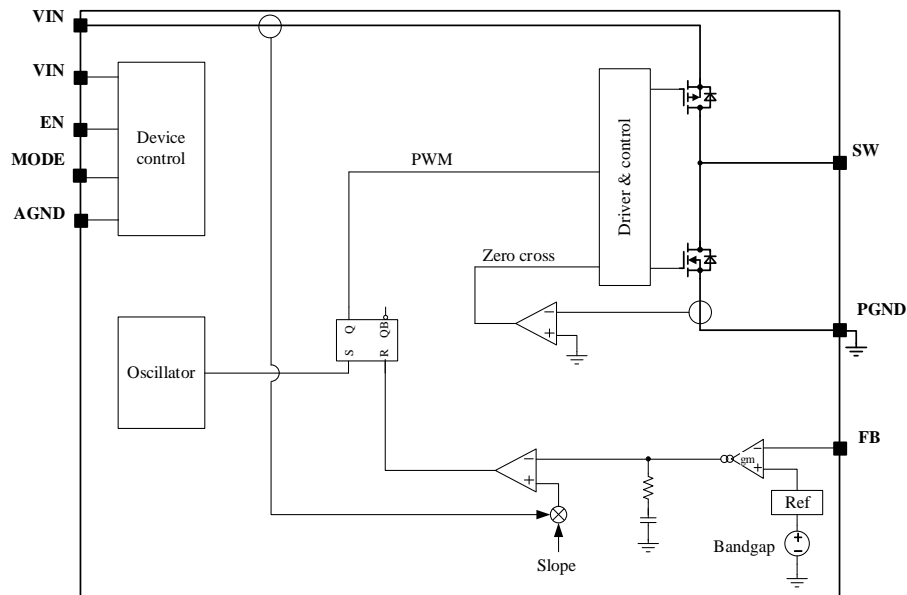 VIN
VIN
EN
MODE
AGND
Device
control
PWM
Driver & control
SW
Zero cross
PGND
Q
QB
S
R
Oscillator
FB
gm
Ref
Bandgap
Slope